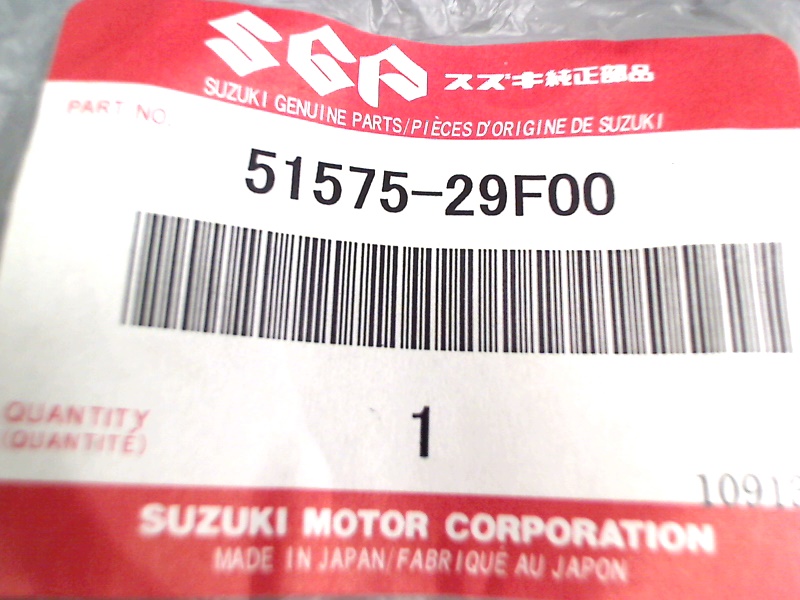 SGP スズキ純正部品
SUZUKI GENUINE PARTS/PIÈCES D'ORIGINE DE SUZUKI
PART NO.
51575-29F00
QUANTITY
(QUANTITÉ)
1
SUZUKI MOTOR CORPORATION
MADE IN JAPAN/FABRIQUÉ AU JAPON